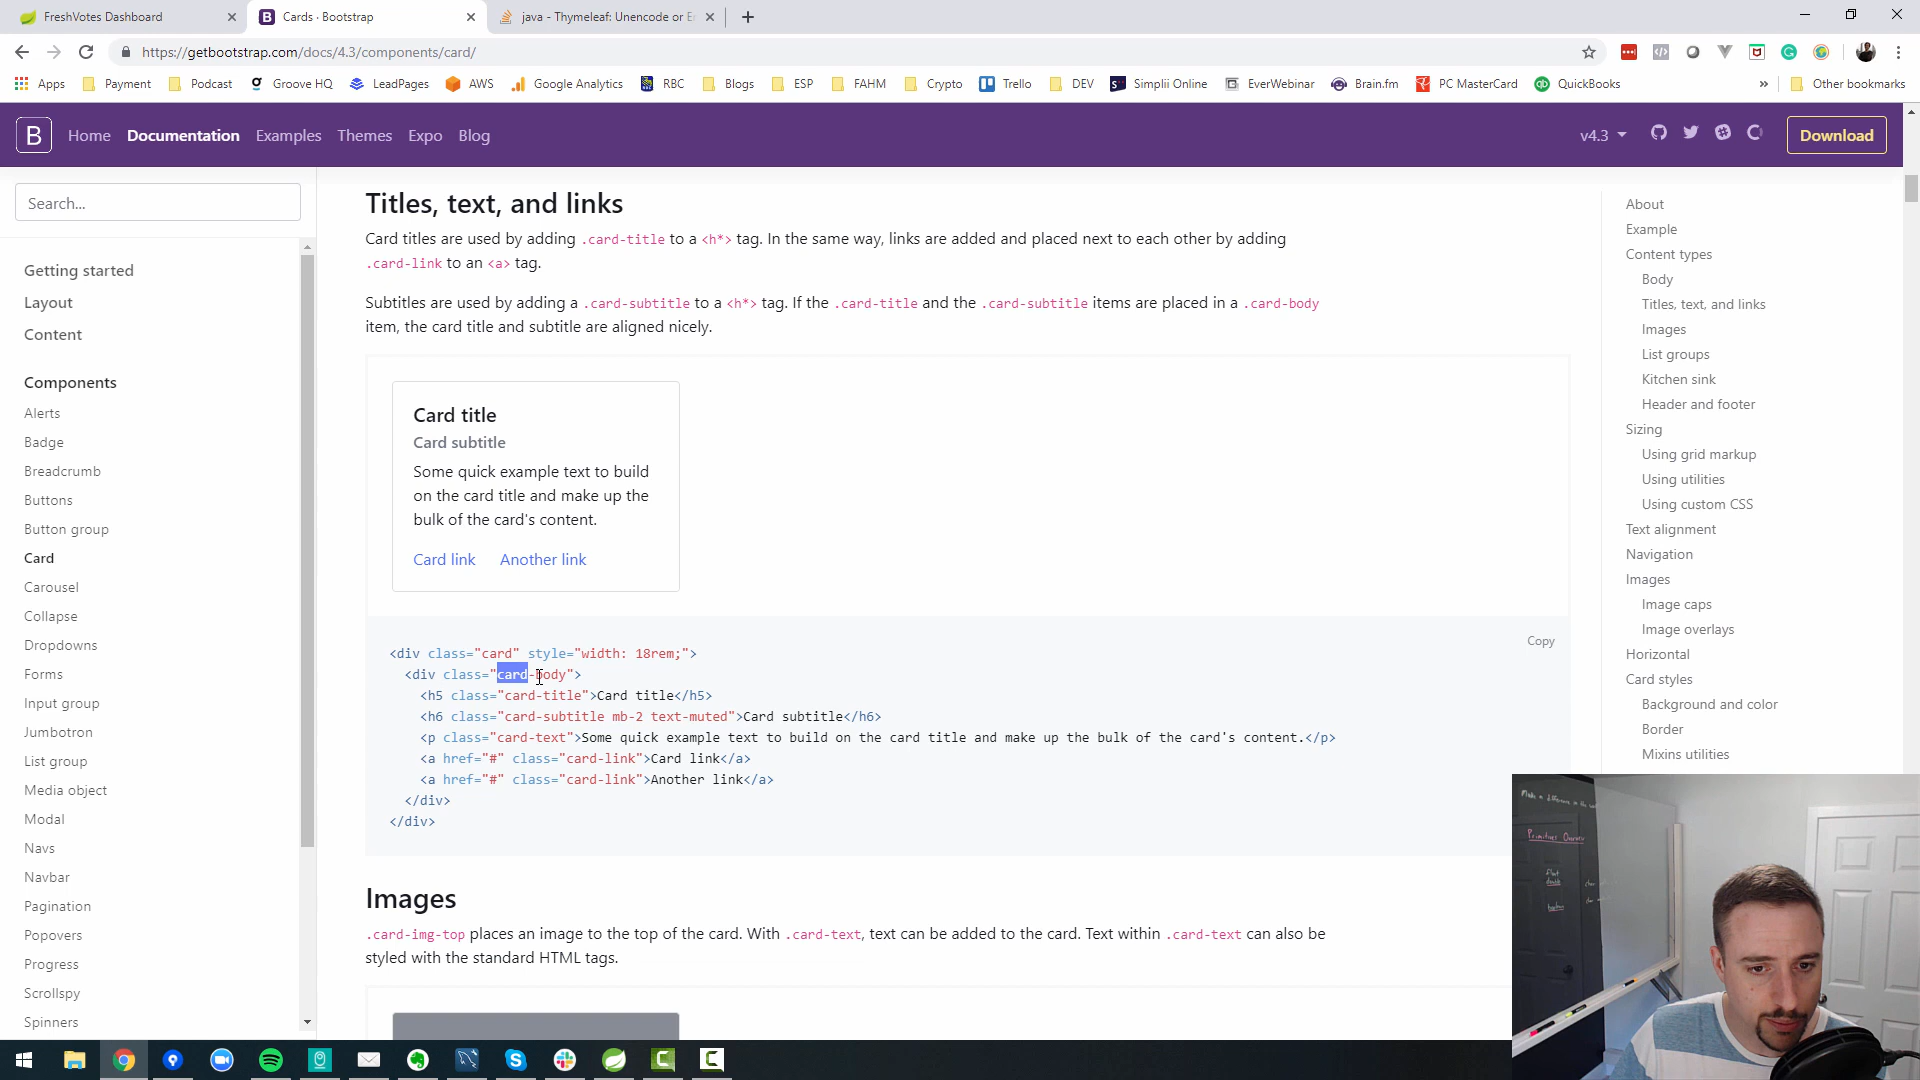 FreshVotes Dashboard
Cards · Bootstrap
java - Thymeleaf: Unencode or E
https://getbootstrap.com/docs/4.3/components/card/
Apps Payment Podcast Groove HQ LeadPages AWS Google Analytics RBC Blogs ESP FAHM Crypto Trello DEV Simplii Online EverWebinar Brain.fm PC MasterCard QuickBooks » Other bookmarks
B Home Documentation Examples Themes Expo Blog v4.3 Download
Search...
Getting started
Layout
Content
Components
Alerts
Badge
Breadcrumb
Buttons
Button group
Card
Carousel
Collapse
Dropdowns
Forms
Input group
Jumbotron
List group
Media object
Modal
Navs
Navbar
Pagination
Popovers
Progress
Scrollspy
Spinners
Titles, text, and links
Card titles are used by adding .card-title to a <h*> tag. In the same way, links are added and placed next to each other by adding
.card-link to an <a> tag.
Subtitles are used by adding a .card-subtitle to a <h*> tag. If the .card-title and the .card-subtitle items are placed in a .card-body
item, the card title and subtitle are aligned nicely.
Card title
Card subtitle
Some quick example text to build
on the card title and make up the
bulk of the card's content.
Card link Another link
Copy
<div class="card" style="width: 18rem;">
<div class="card-body">
<h5 class="card-title">Card title</h5>
<h6 class="card-subtitle mb-2 text-muted">Card subtitle</h6>
<p class="card-text">Some quick example text to build on the card title and make up the bulk of the card's content.</p>
<a href="#" class="card-link">Card link</a>
<a href="#" class="card-link">Another link</a>
</div>
</div>
Images
.card-img-top places an image to the top of the card. With .card-text, text can be added to the card. Text within .card-text can also be
styled with the standard HTML tags.
About
Example
Content types
Body
Titles, text, and links
Images
List groups
Kitchen sink
Header and footer
Sizing
Using grid markup
Using utilities
Using custom CSS
Text alignment
Navigation
Images
Image caps
Image overlays
Horizontal
Card styles
Background and color
Border
Mixins utilities
Make a difference in the
Primitives Overview
float
double